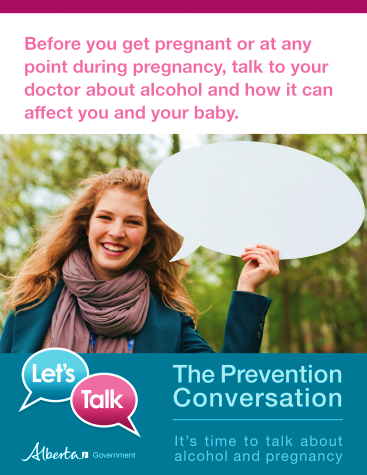 Before you get pregnant or at any
point during pregnancy, talk to your
doctor about alcohol and how it can
affect you and your baby.
Let's
Talk
The Prevention
Conversation
It's time to talk about
alcohol and pregnancy
Alberta Government